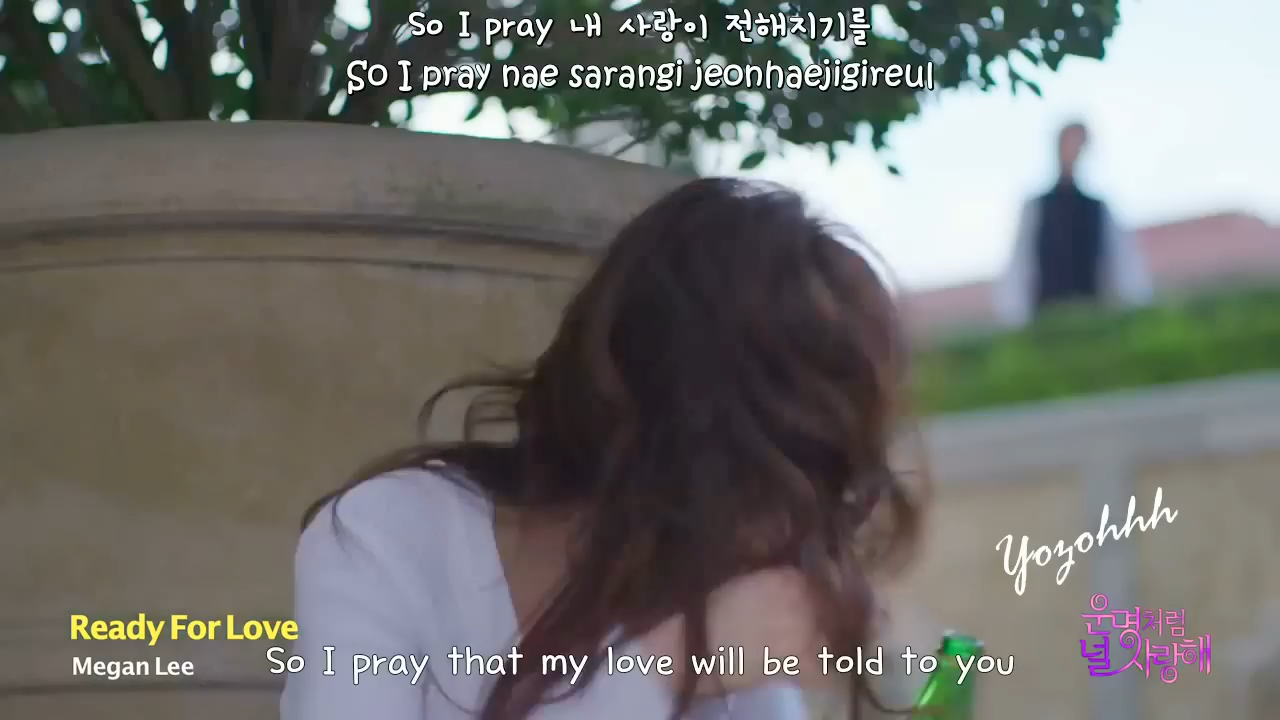 So I pray 내 사랑이 전해지기를
So I pray nae sarangi jeonhaejigireul
Yozohhh
Ready For Love
Megan Lee
So I pray that my love will be told to you
운명처럼
널 사랑해